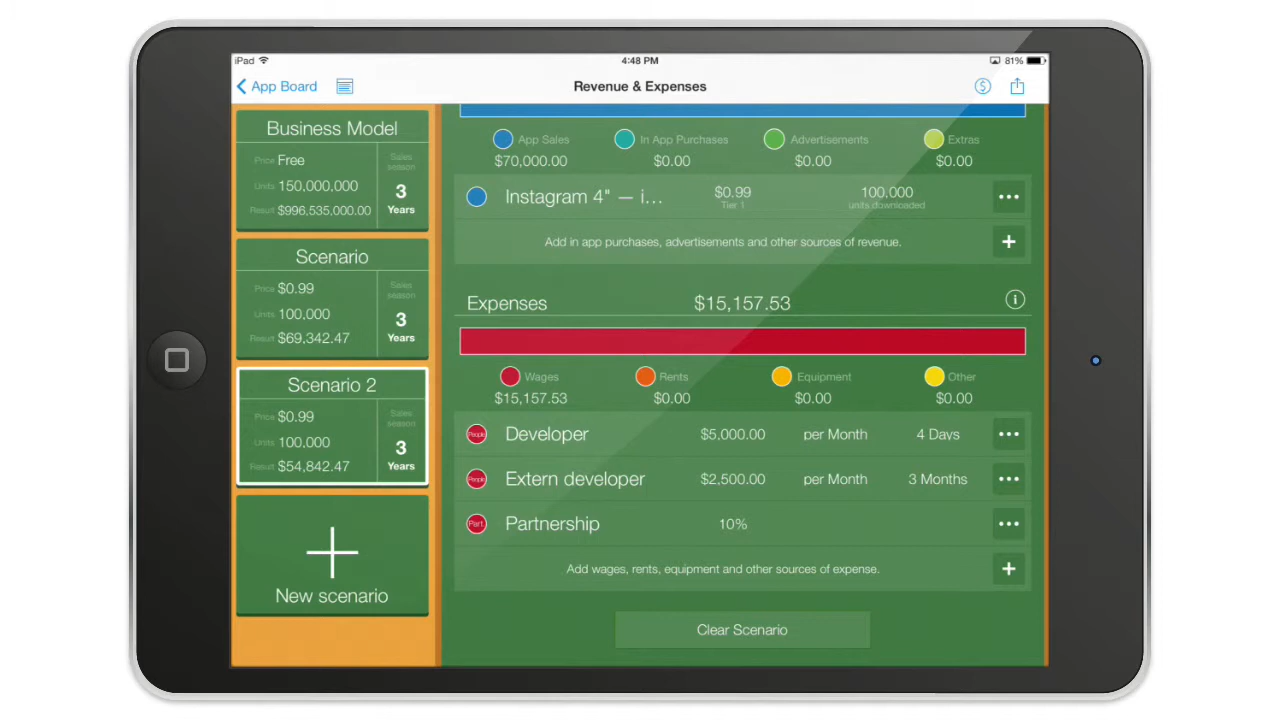 iPad 4:48 PM 81%
App Board Revenue & Expenses
Business Model
Price Free
Units 150,000,000
Result $996,535,000.00
Sales season
3
Years
Scenario
Price $0.99
Units 100,000
Result $69,342.47
Sales season
3
Years
Scenario 2
Price $0.99
Units 100,000
Result $54,842.47
Sales season
3
Years
New scenario
App Sales In App Purchases Advertisements Extras
$70,000.00 $0.00 $0.00 $0.00
Instagram 4" — i... $0.99 100,000
Tier 1 units downloaded
Add in app purchases, advertisements and other sources of revenue.
Expenses $15,157.53
Wages Rents Equipment Other
$15,157.53 $0.00 $0.00 $0.00
People Developer $5,000.00 per Month 4 Days
People Extern developer $2,500.00 per Month 3 Months
Part. Partnership 10%
Add wages, rents, equipment and other sources of expense.
Clear Scenario